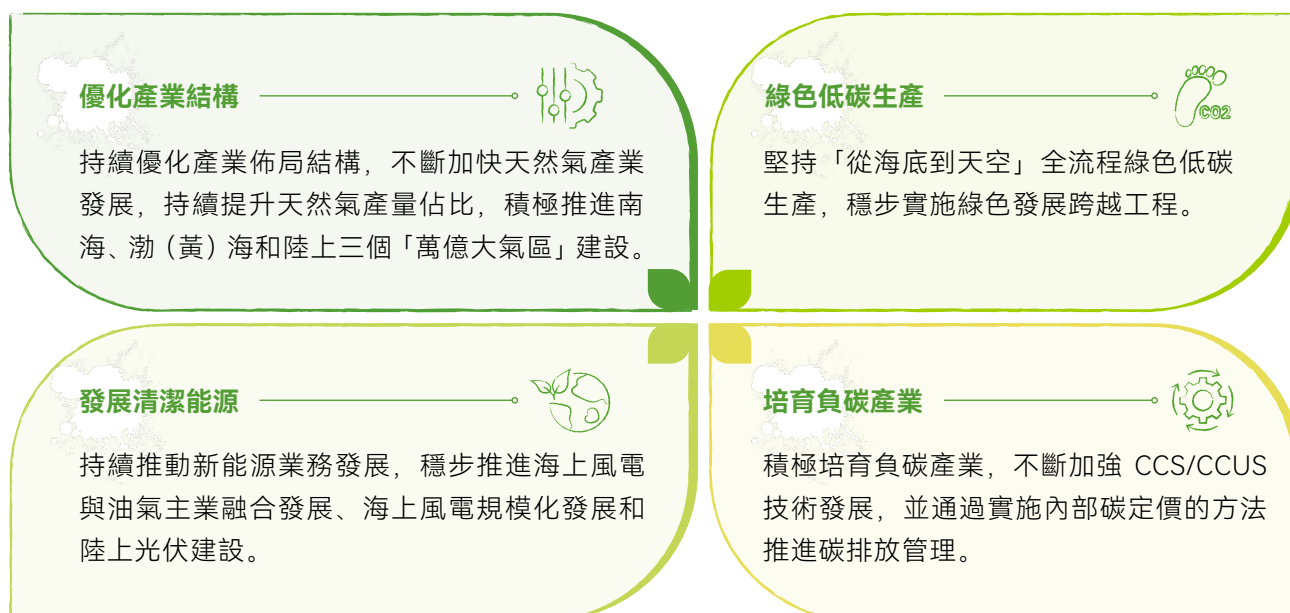 優化產業結構
持續優化產業佈局結構，不斷加快天然氣產業
發展，持續提升天然氣產量佔比，積極推進南
海、渤（黃）海和陸上三個「萬億大氣區」建設。
綠色低碳生產
CO2
堅持「從海底到天空」全流程綠色低碳
生產，穩步實施綠色發展跨越工程。
發展清潔能源
持續推動新能源業務發展，穩步推進海上風電
與油氣主業融合發展、海上風電規模化發展和
陸上光伏建設。
培育負碳產業
積極培育負碳產業，不斷加強 CCS/CCUS
技術發展，並通過實施內部碳定價的方法
推進碳排放管理。